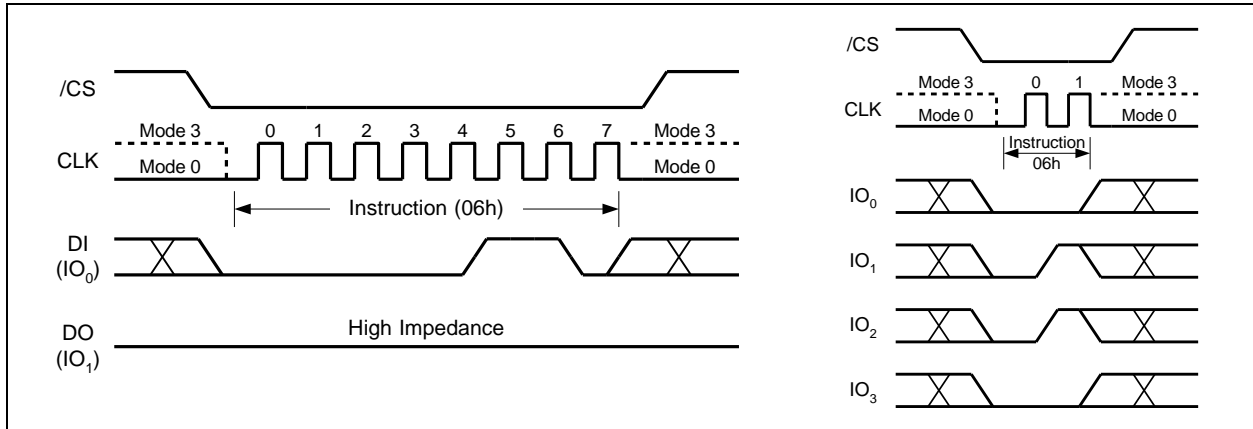 /CS
Mode 3 0 1 2 3 4 5 6 7 Mode 3
CLK
Mode 0 Mode 0
Instruction (06h)
DI
(IO0)
DO
(IO1)
High Impedance
/CS
Mode 3 0 1 Mode 3
CLK
Mode 0 Mode 0
Instruction
06h
IO0
IO1
IO2
IO3